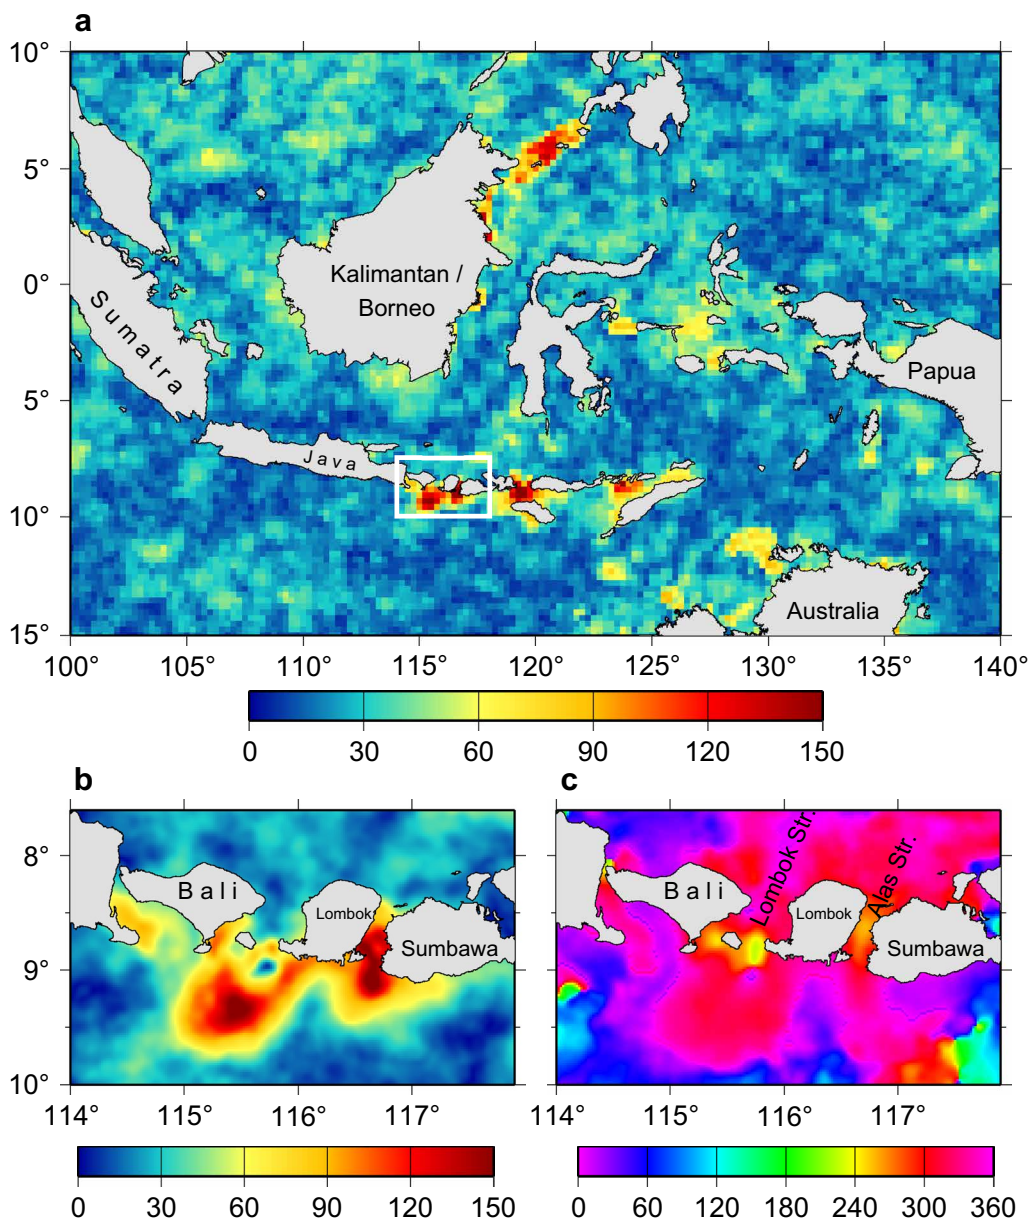 a
10°
5°
0°
5°
10°
15°
Kalimantan /
Borneo
Sumatra
Java
Papua
Australia
100° 105° 110° 115° 120° 125° 130° 135° 140°
0 30 60 90 120 150
b
8°
9°
10°
Bali
Lombok
Sumbawa
114° 115° 116° 117°
0 30 60 90 120 150
c
Lombok Str.
Alas Str.
Bali
Lombok
Sumbawa
114° 115° 116° 117°
0 60 120 180 240 300 360